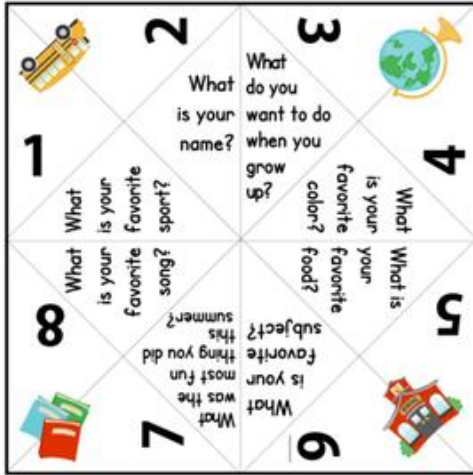 1
What
is your
favorite
sport?
2
What
is your
name?
3
What
do you
want to do
when you
grow
up?
4
What
is your
favorite
color?
5
What is
your
favorite
food?
6
What
is your
favorite
subject?
7
What
was the
most fun
thing you did
this
summer?
8
What
is your
favorite
song?